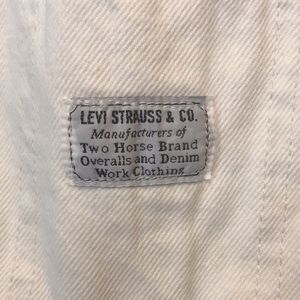 LEVI STRAUSS & CO.
Manufacturers of
Two Horse Brand
Overalls and Denim
Work Clothing